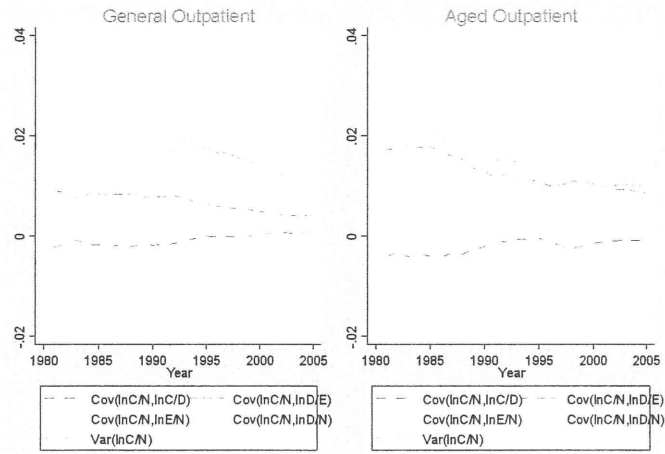 General Outpatient
Aged Outpatient
.04
.02
0
-.02
1980 1985 1990 1995 2000 2005
Year
.04
.02
0
-.02
1980 1985 1990 1995 2000 2005
Year
Cov(lnC/N,lnC/D) Cov(lnC/N,lnD/E)
Cov(lnC/N,lnE/N) Cov(lnC/N,lnD/N)
Var(lnC/N)
Cov(lnC/N,lnC/D) Cov(lnC/N,lnD/E)
Cov(lnC/N,lnE/N) Cov(lnC/N,lnD/N)
Var(lnC/N)